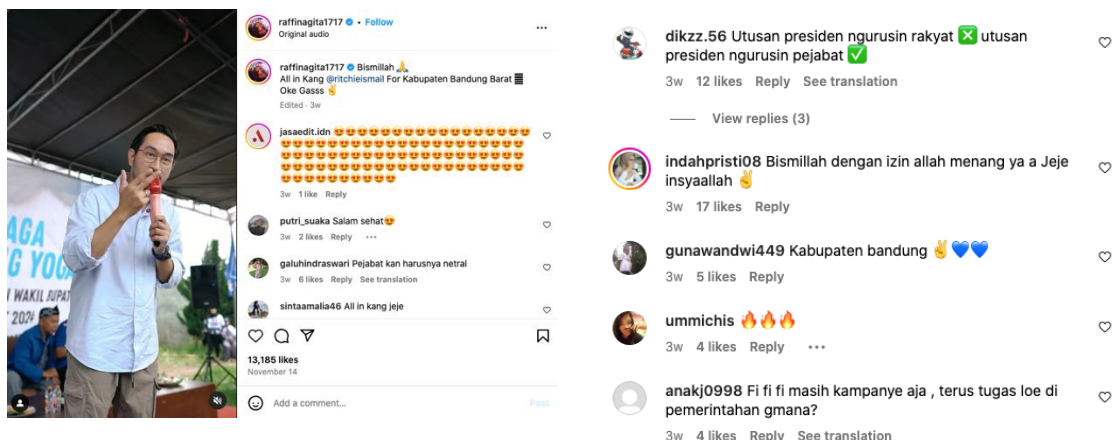 AGA
G YOGA
WAKIL
2024
raffinagita1717 • Follow
Original audio
raffinagita1717 Bismillah🙏
All in Kang @ritchieismail For Kabupaten Bandung Barat
Oke Gasss ✌
Edited · 3w
jasaedit.idn 😍😍😍😍😍😍😍😍😍😍😍😍😍😍😍😍😍
3w 1 like Reply
putri_suaka Salam sehat😍
3w 2 likes Reply
galuhindraswari Pejabat kan harusnya netral
3w 6 likes Reply See translation
sintaamalia46 All in kang jeje
13,185 likes
November 14
Add a comment...
Post
dikzz.56 Utusan presiden ngurusin rakyat ❎ utusan
presiden ngurusin pejabat ✅
3w 12 likes Reply See translation
View replies (3)
indahpristi08 Bismillah dengan izin allah menang ya a Jeje
insyaallah ✌
3w 17 likes Reply
gunawandwi449 Kabupaten bandung ✌💙💙
3w 5 likes Reply
ummichis 🔥🔥🔥
3w 4 likes Reply
anakj0998 Fi fi fi masih kampanye aja , terus tugas loe di
pemerintahan gmana?
3w 4 likes Reply See translation